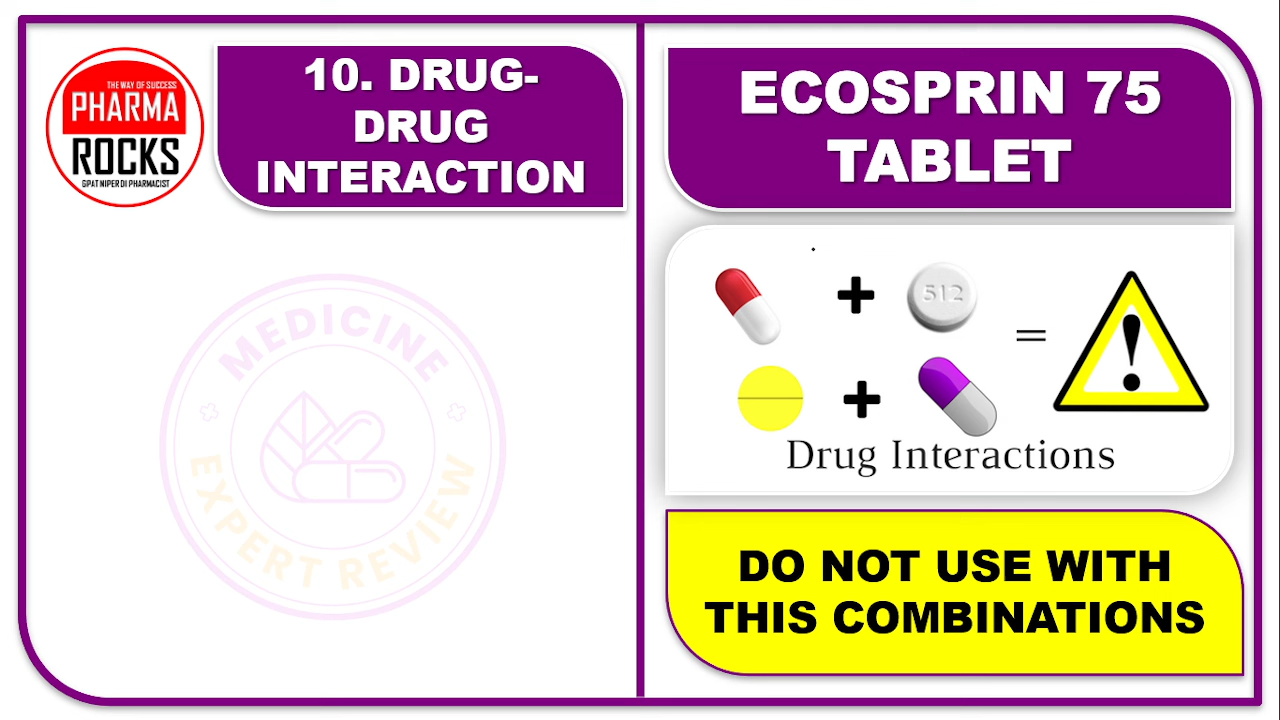 THE WAY OF SUCCESS
PHARMA
ROCKS
GPAT NIPER DI PHARMACIST
10. DRUG-
DRUG
INTERACTION
MEDICINE
EXPERT REVIEW
ECOSPRIN 75
TABLET
512
Drug Interactions
DO NOT USE WITH
THIS COMBINATIONS